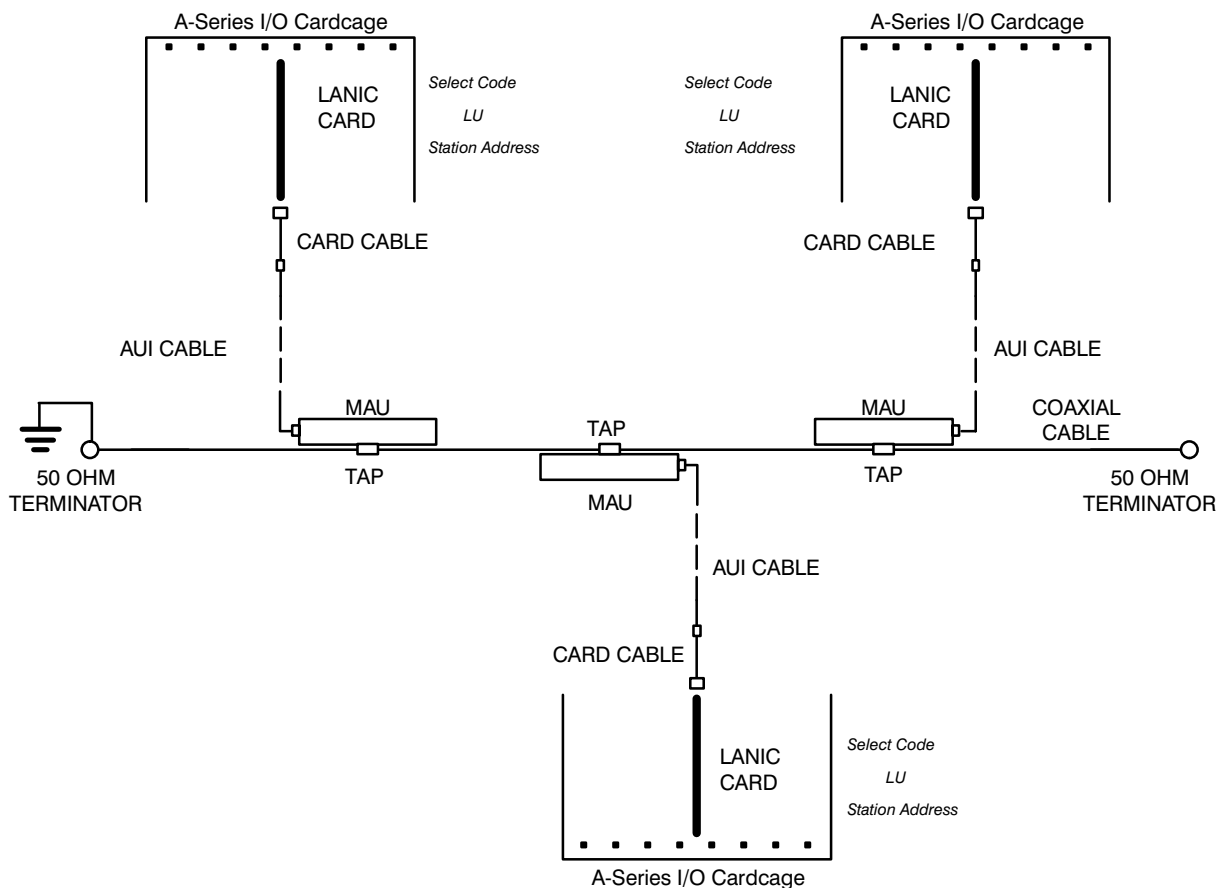 A-Series I/O Cardcage
A-Series I/O Cardcage
LANIC
CARD
Select Code
LU
Station Address
Select Code
LU
Station Address
LANIC
CARD
CARD CABLE
CARD CABLE
AUI CABLE
AUI CABLE
MAU
TAP
MAU
COAXIAL
CABLE
50 OHM
TERMINATOR
TAP
MAU
TAP
50 OHM
TERMINATOR
AUI CABLE
CARD CABLE
LANIC
CARD
Select Code
LU
Station Address
A-Series I/O Cardcage